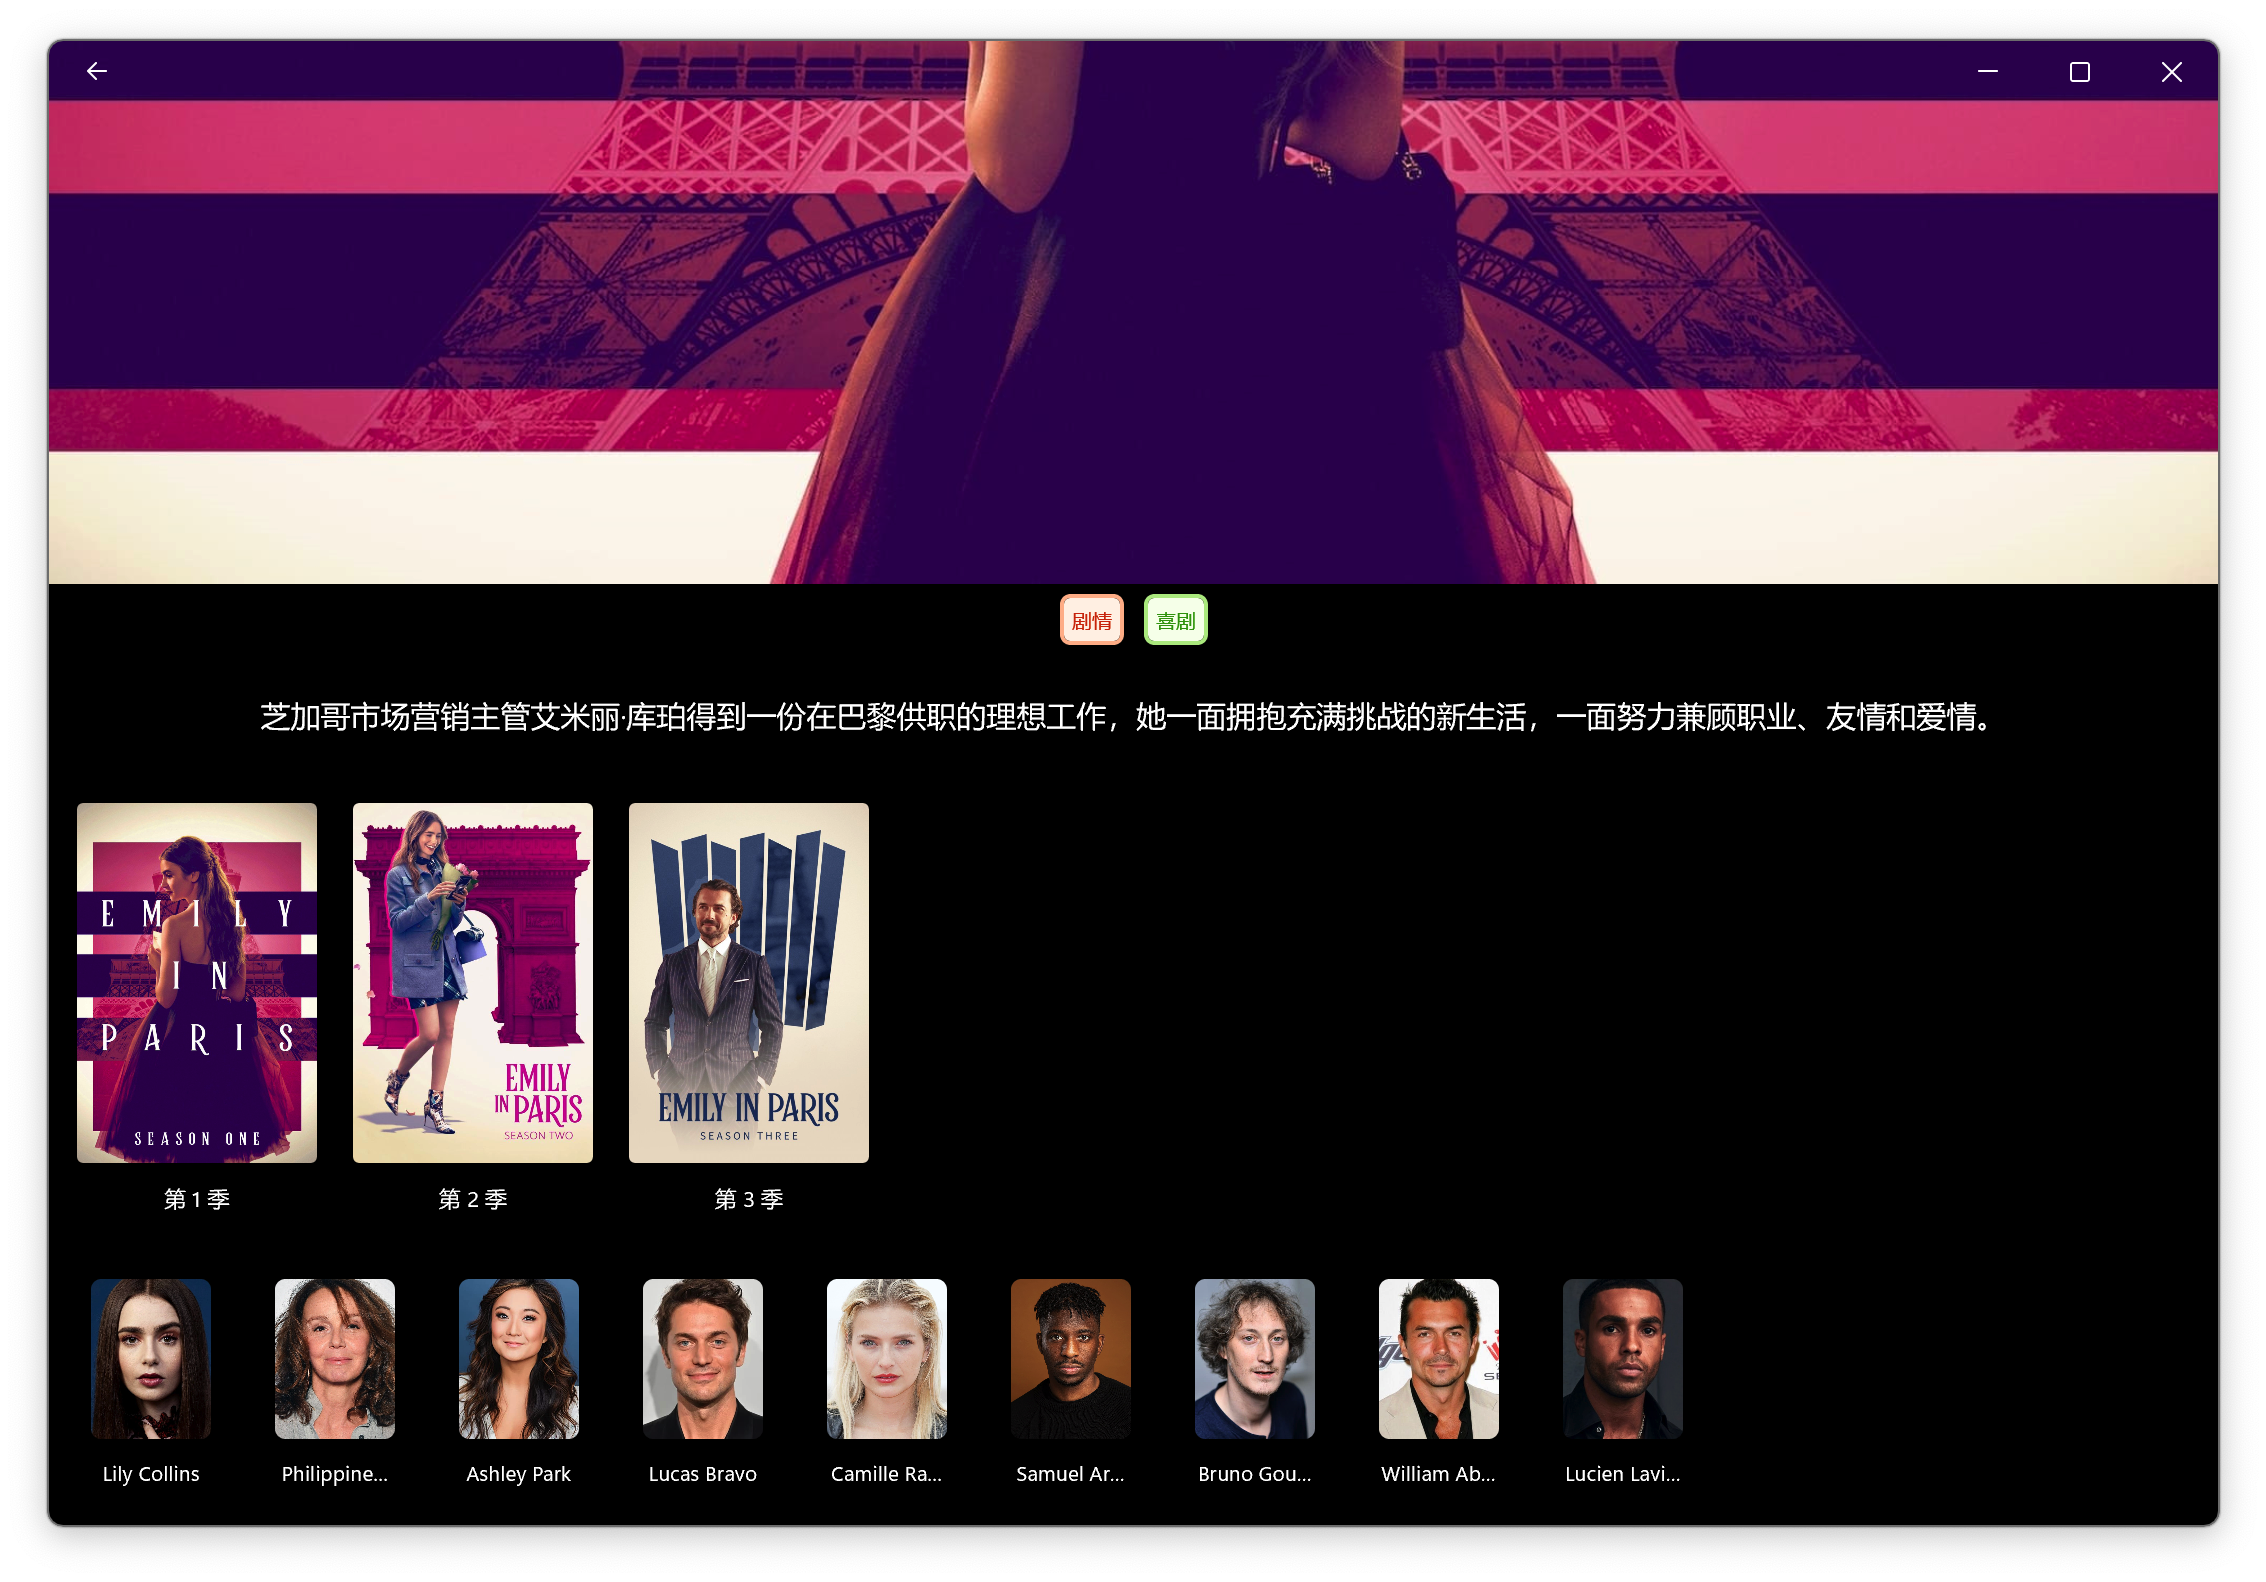 剧情 喜剧
芝加哥市场营销主管艾米丽·库珀得到一份在巴黎供职的理想工作，她一面拥抱充满挑战的新生活，一面努力兼顾职业、友情和爱情。
EMILY
IN
PARIS
SEASON ONE
EMILY
IN PARIS
SEASON TWO
EMILY IN PARIS
SEASON THREE
第 1 季 第 2 季 第 3 季
Lily Collins Philippine... Ashley Park Lucas Bravo Camille Ra... Samuel Ar... Bruno Gou... William Ab... Lucien Lavi...